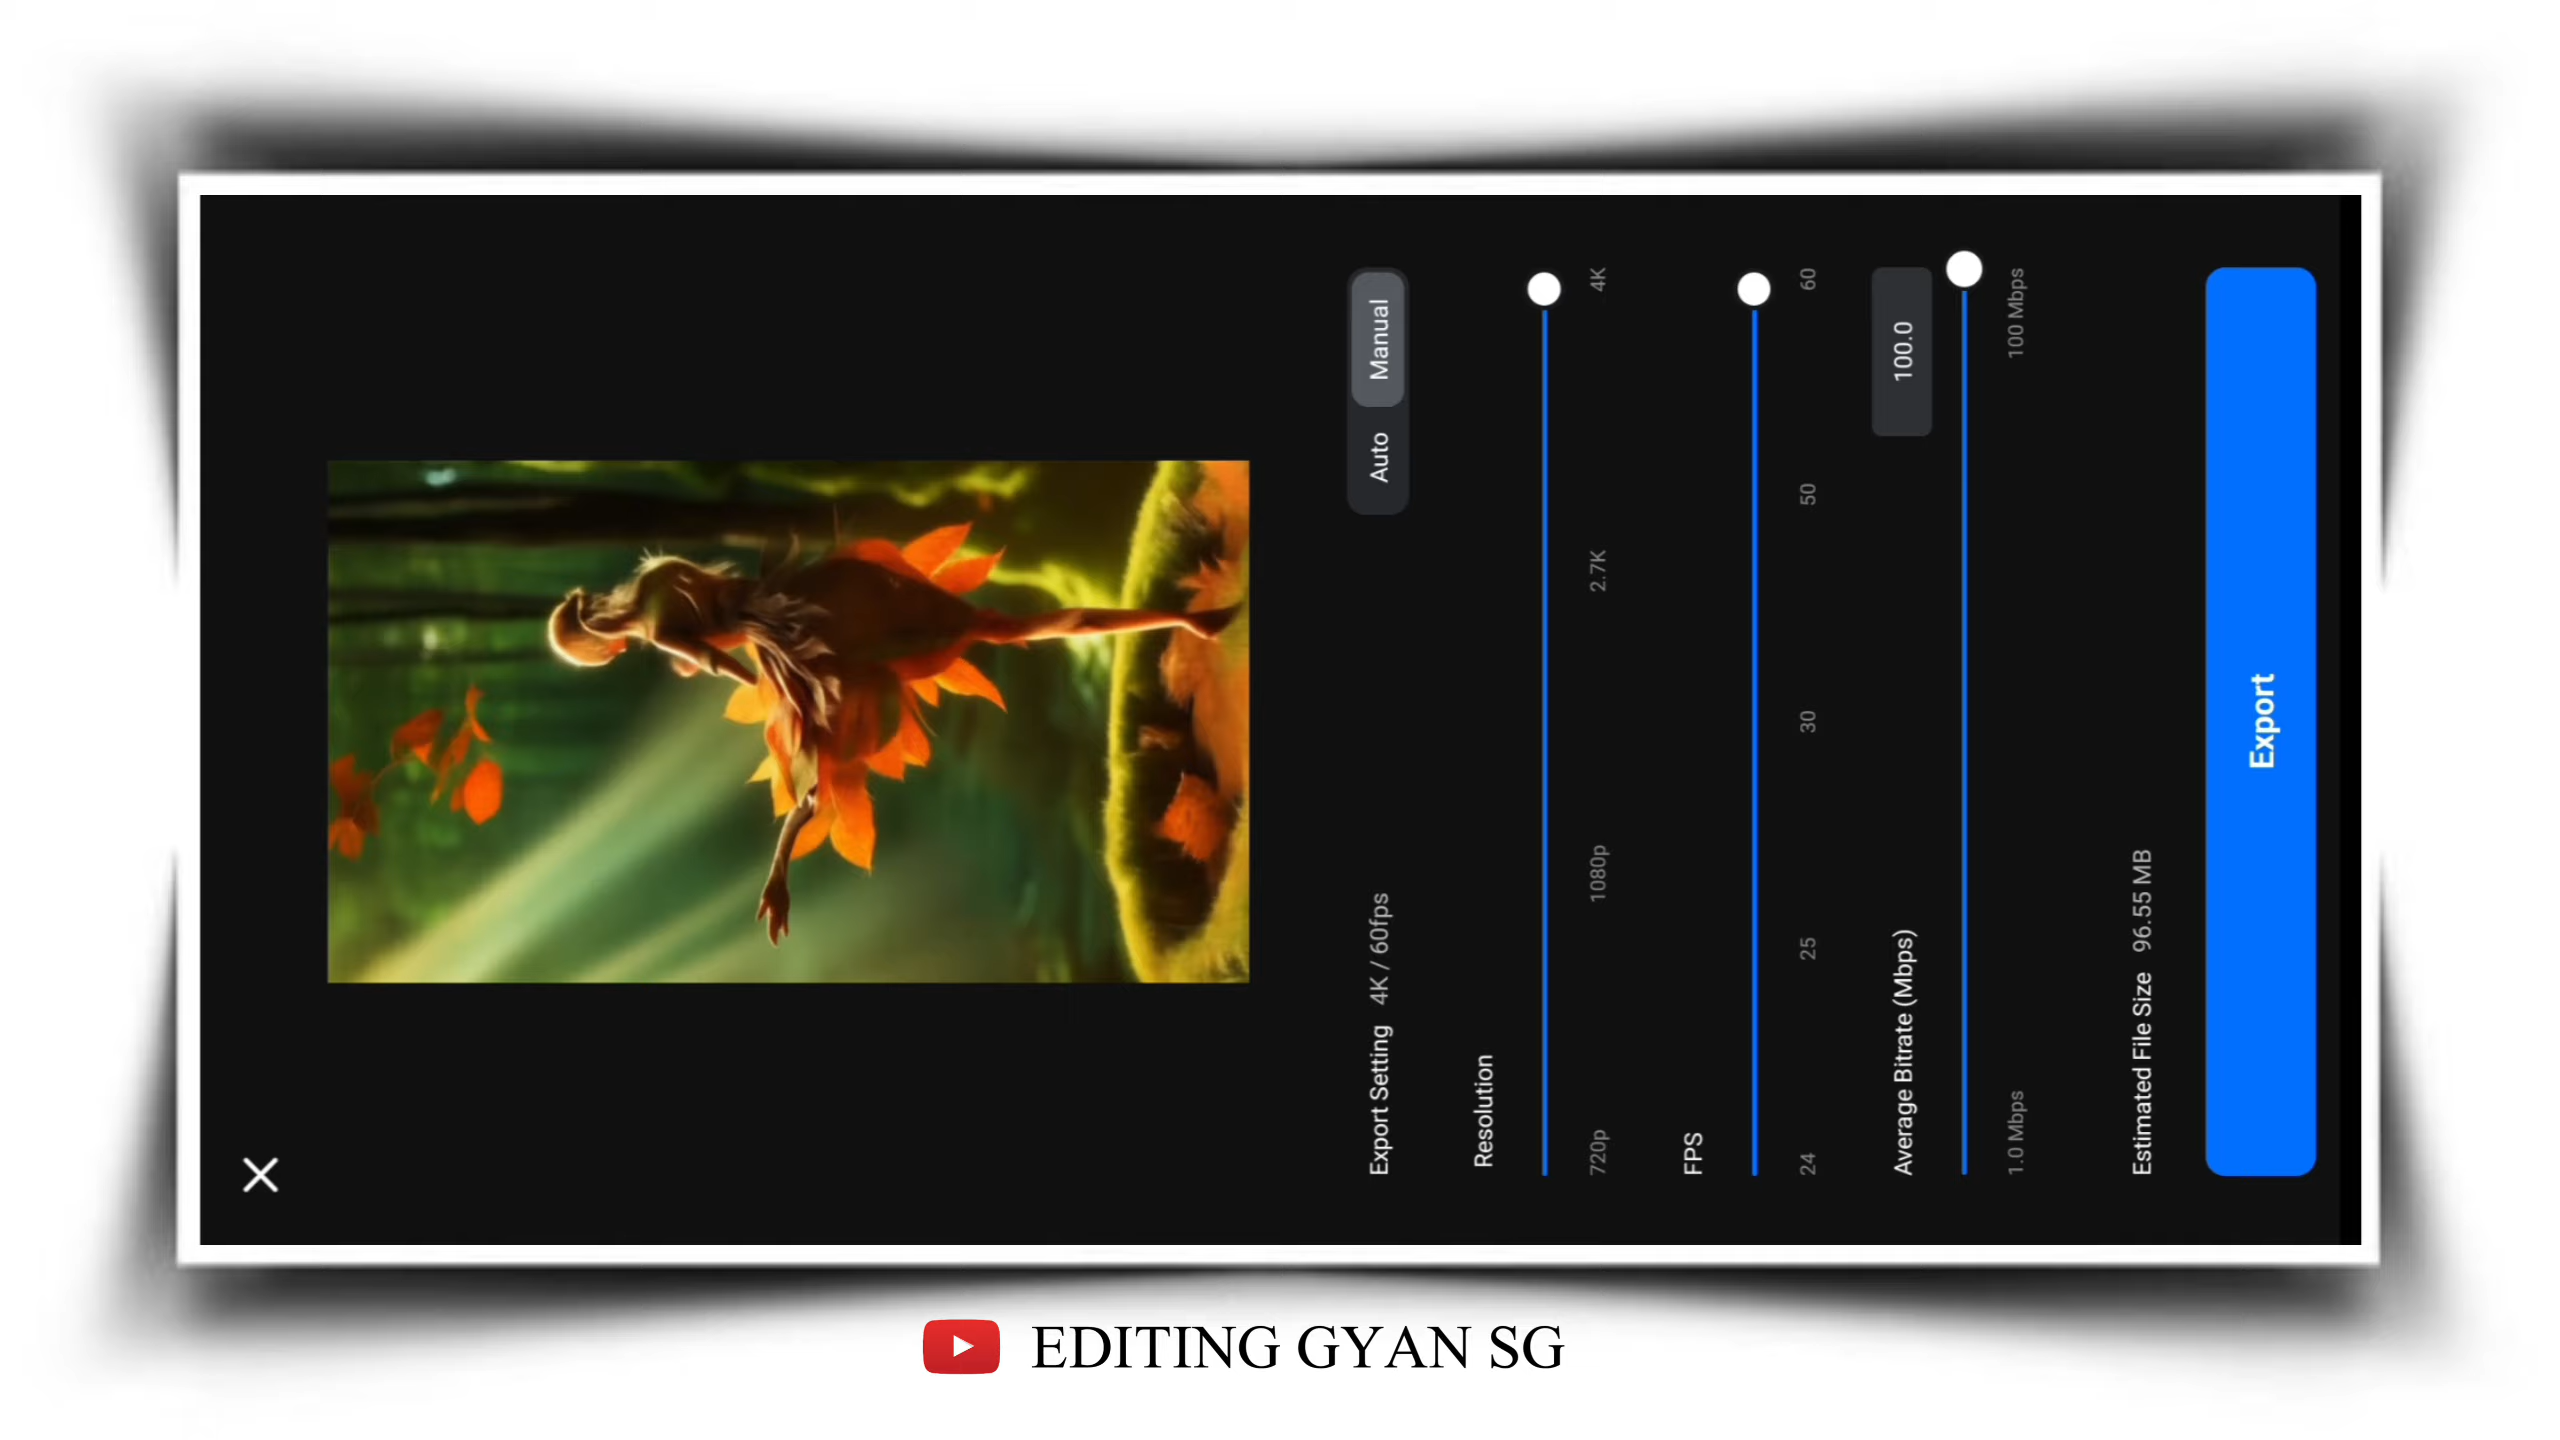 Export Setting 4K / 60fps Auto Manual
Resolution
720p 1080p 2.7K 4K
FPS
24 25 30 50 60
Average Bitrate (Mbps) 100.0
1.0 Mbps 100 Mbps
Estimated File Size 96.55 MB
Export
EDITING GYAN SG